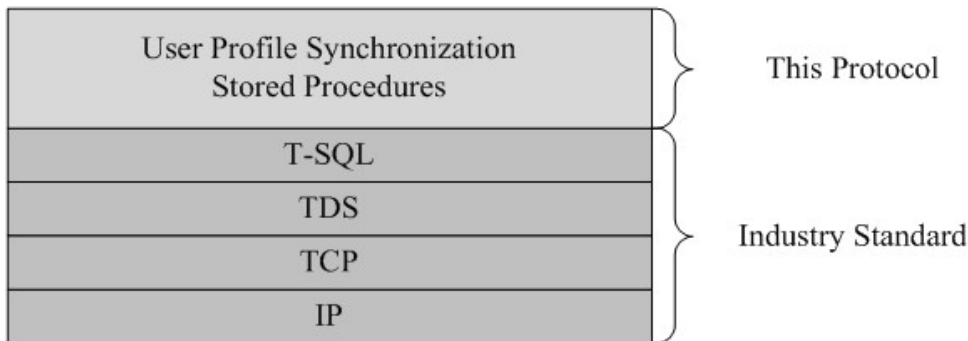 User Profile Synchronization
Stored Procedures
This Protocol
T-SQL
TDS
TCP
IP
Industry Standard